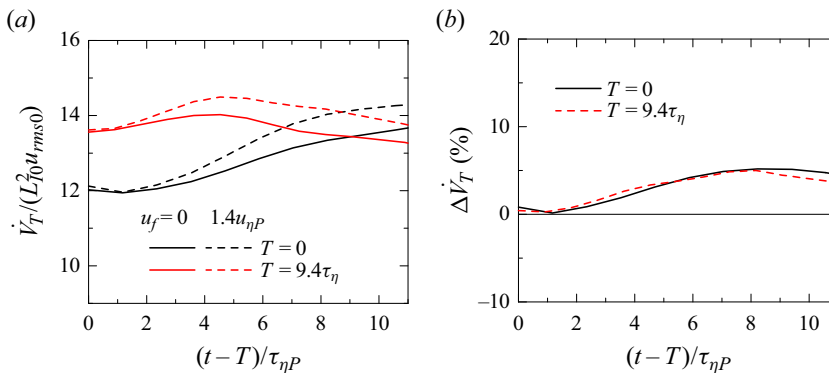 (a)
16
14
12
10
V̇_T/(L²_{I0}u_{rms0})
u_f = 0 1.4u_{ηP}
T = 0
T = 9.4τ_η
0 2 4 6 8 10
(t – T)/τ_{ηP}
(b)
20
10
0
–10
ΔV̇_T (%)
T = 0
T = 9.4τ_η
0 2 4 6 8 10
(t – T)/τ_{ηP}